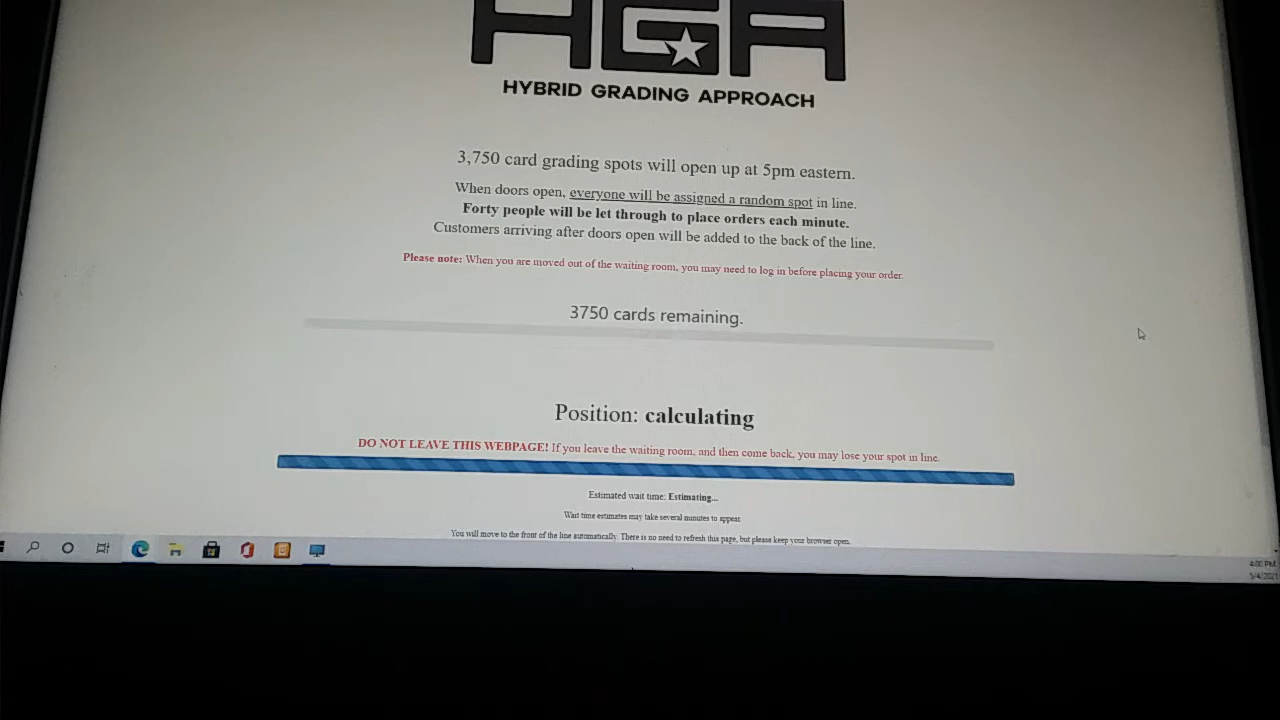 HGA
HYBRID GRADING APPROACH
3,750 card grading spots will open up at 5pm eastern.
When doors open, everyone will be assigned a random spot in line.
Forty people will be let through to place orders each minute.
Customers arriving after doors open will be added to the back of the line.
Please note: When you are moved out of the waiting room, you may need to log in before placing your order.
3750 cards remaining.
Position: calculating
DO NOT LEAVE THIS WEBPAGE! If you leave the waiting room, and then come back, you may lose your spot in line.
Estimated wait time: Estimating...
Wait time estimates may take several minutes to appear.
You will move to the front of the line automatically. There is no need to refresh this page, but please keep your browser open.
4:00 PM
5/4/2021